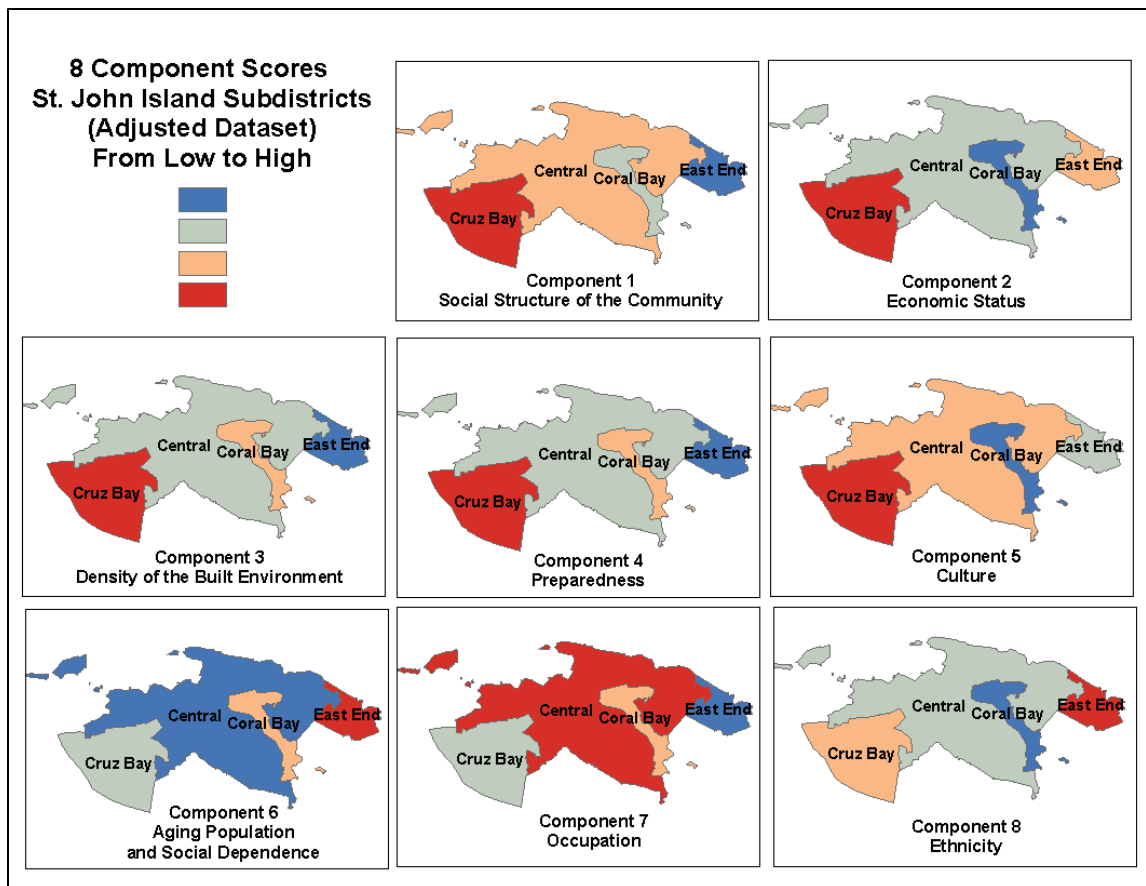 8 Component Scores
St. John Island Subdistricts
(Adjusted Dataset)
From Low to High
Central
East End
Coral Bay
Cruz Bay
Component 1
Social Structure of the Community
Central
East End
Coral Bay
Cruz Bay
Component 2
Economic Status
Central
East End
Coral Bay
Cruz Bay
Component 3
Density of the Built Environment
Central
East End
Coral Bay
Cruz Bay
Component 4
Preparedness
Central
East End
Coral Bay
Cruz Bay
Component 5
Culture
Central
East End
Coral Bay
Cruz Bay
Component 6
Aging Population
and Social Dependence
Central
East End
Coral Bay
Cruz Bay
Component 7
Occupation
Central
East End
Coral Bay
Cruz Bay
Component 8
Ethnicity